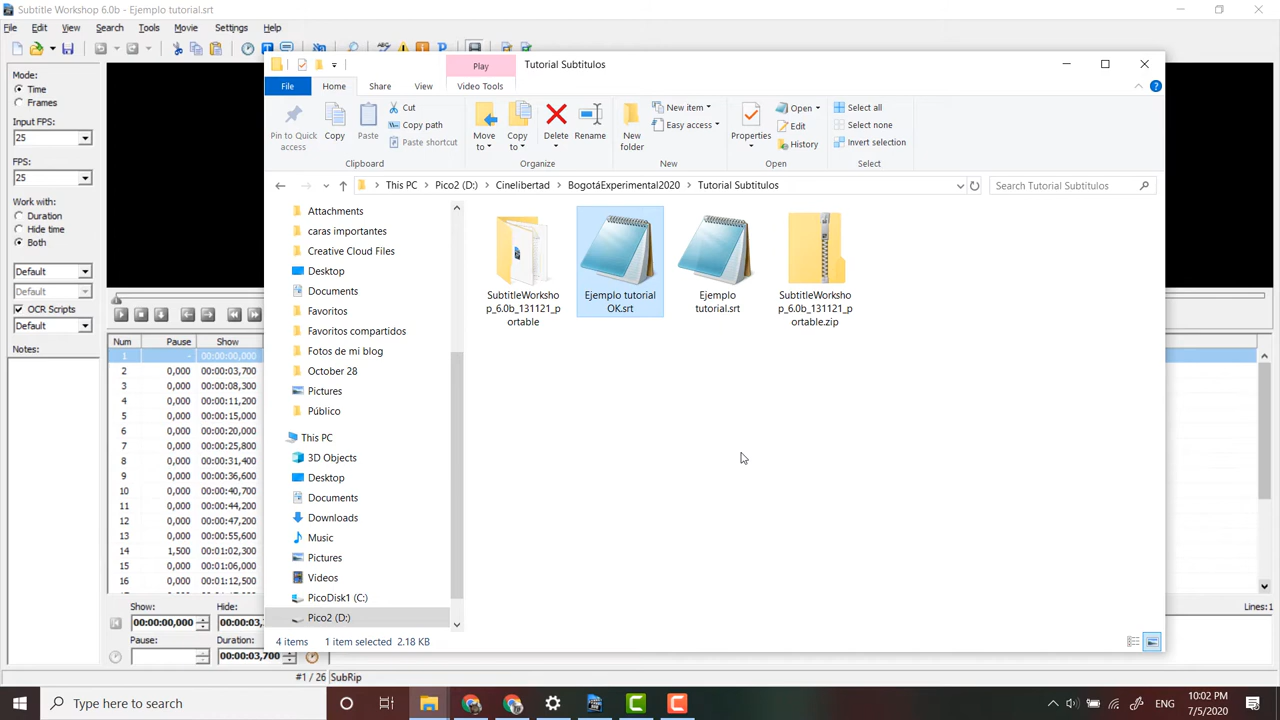 Subtitle Workshop 6.0b - Ejemplo tutorial.srt
File Edit View Search Tools Movie Settings Help
Tutorial Subtitulos
Play
File Home Share View Video Tools
Pin to Quick access
Copy
Paste
Cut
Copy path
Paste shortcut
Clipboard
Move to
Copy to
Delete
Rename
Organize
New folder
New item
Easy access
New
Properties
Open
Edit
History
Open
Select all
Select none
Invert selection
Select
This PC Pico2 (D:) Cinelibertad BogotáExperimental2020 Tutorial Subtitulos
Search Tutorial Subtitulos
Mode:
Time
Frames
Input FPS:
25
FPS:
25
Work with:
Duration
Hide time
Both
Default
Default
OCR Scripts
Default
Notes:
Attachments
caras importantes
Creative Cloud Files
Desktop
Documents
Favoritos
Favoritos compartidos
Fotos de mi blog
October 28
Pictures
Público
This PC
3D Objects
Desktop
Documents
Downloads
Music
Pictures
Videos
PicoDisk1 (C:)
Pico2 (D:)
SubtitleWorksho
p_6.0b_131121_p
ortable
Ejemplo tutorial
OK.srt
Ejemplo
tutorial.srt
SubtitleWorksho
p_6.0b_131121_p
ortable.zip
4 items 1 item selected 2.18 KB
Num Pause Show
1 - 00:00:00,000
2 0,000 00:00:03,700
3 0,000 00:00:08,300
4 0,000 00:00:11,200
5 0,000 00:00:15,000
6 0,000 00:00:20,000
7 0,000 00:00:25,800
8 0,000 00:00:31,400
9 0,000 00:00:36,600
10 0,000 00:00:40,700
11 0,000 00:00:44,200
12 0,000 00:00:47,200
13 0,000 00:00:55,600
14 1,500 00:01:02,300
15 0,000 00:01:06,000
16 0,000 00:01:12,500
Show: Hide:
00:00:00,000 00:00:03,
Pause: Duration:
00:00:03,700
Lines:1
#1 / 26 SubRip
Type here to search
ENG
10:02 PM
7/5/2020